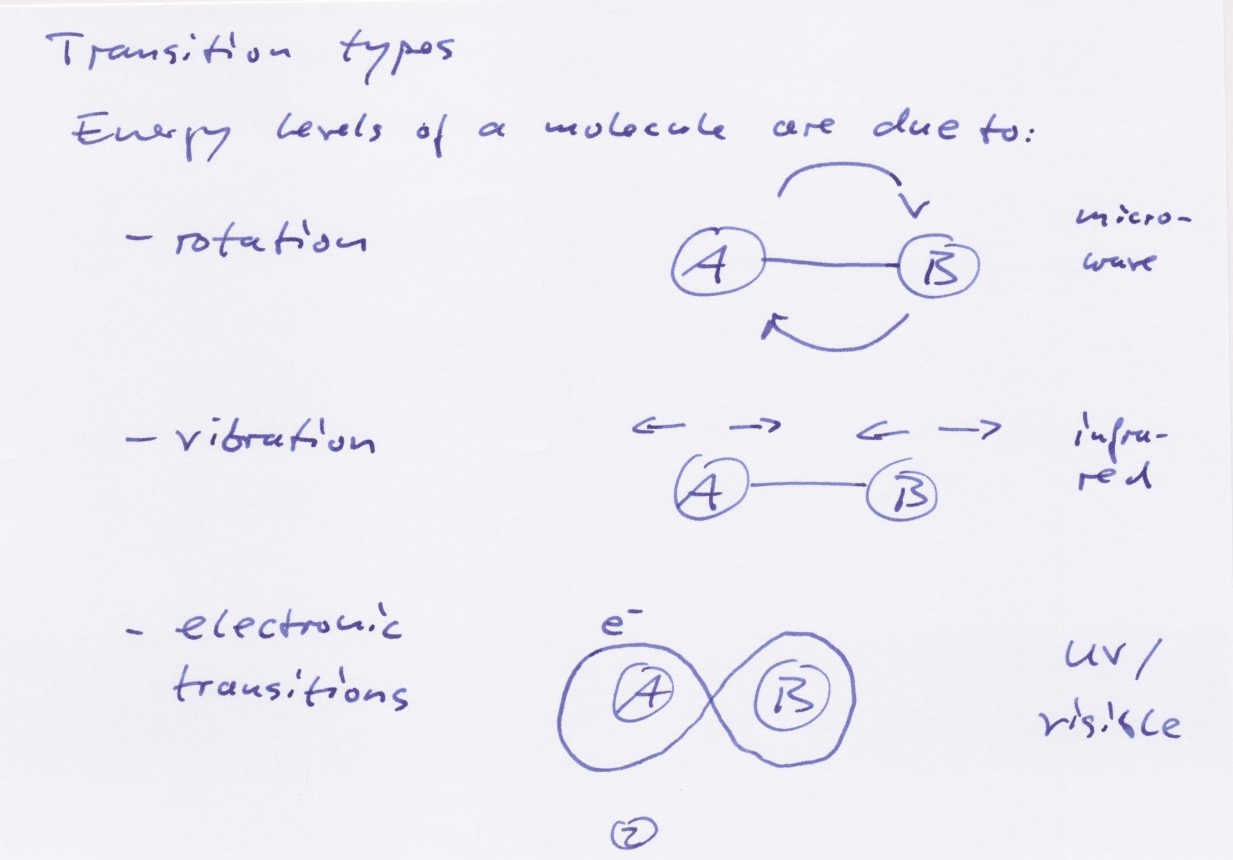 Transition types
Energy levels of a molecule are due to:
- rotation
A B
micro-
wave
- vibration
← → ← →
A B
infra-
red
- electronic
transitions
e⁻
A B
UV/
visible
2